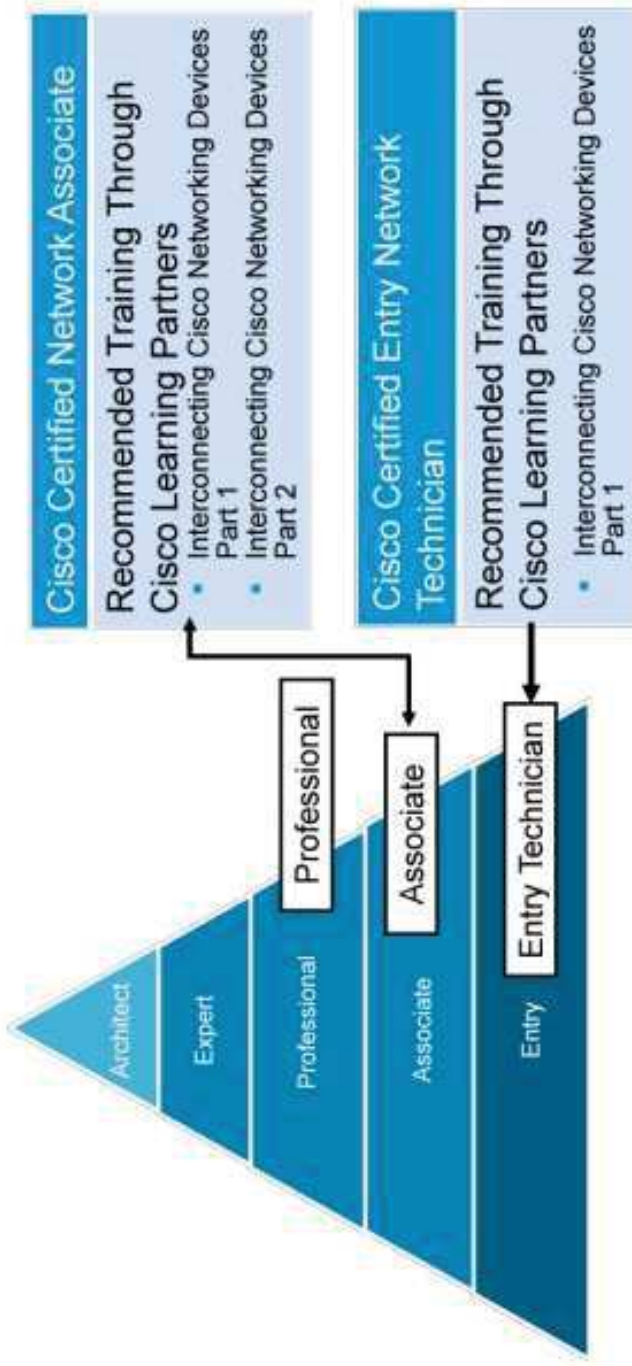 Architect
Expert
Professional
Associate
Entry
Professional
Associate
Entry Technician
Cisco Certified Network Associate
Recommended Training Through
Cisco Learning Partners
• Interconnecting Cisco Networking Devices
Part 1
• Interconnecting Cisco Networking Devices
Part 2
Cisco Certified Entry Network
Technician
Recommended Training Through
Cisco Learning Partners
• Interconnecting Cisco Networking Devices
Part 1